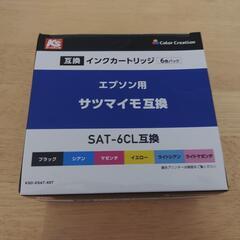 Ks
Color Creation
互換 インクカートリッジ 6色パック
エプソン用
サツマイモ互換
SAT-6CL互換
ブラック シアン マゼンタ イエロー ライトシアン ライトマゼンタ